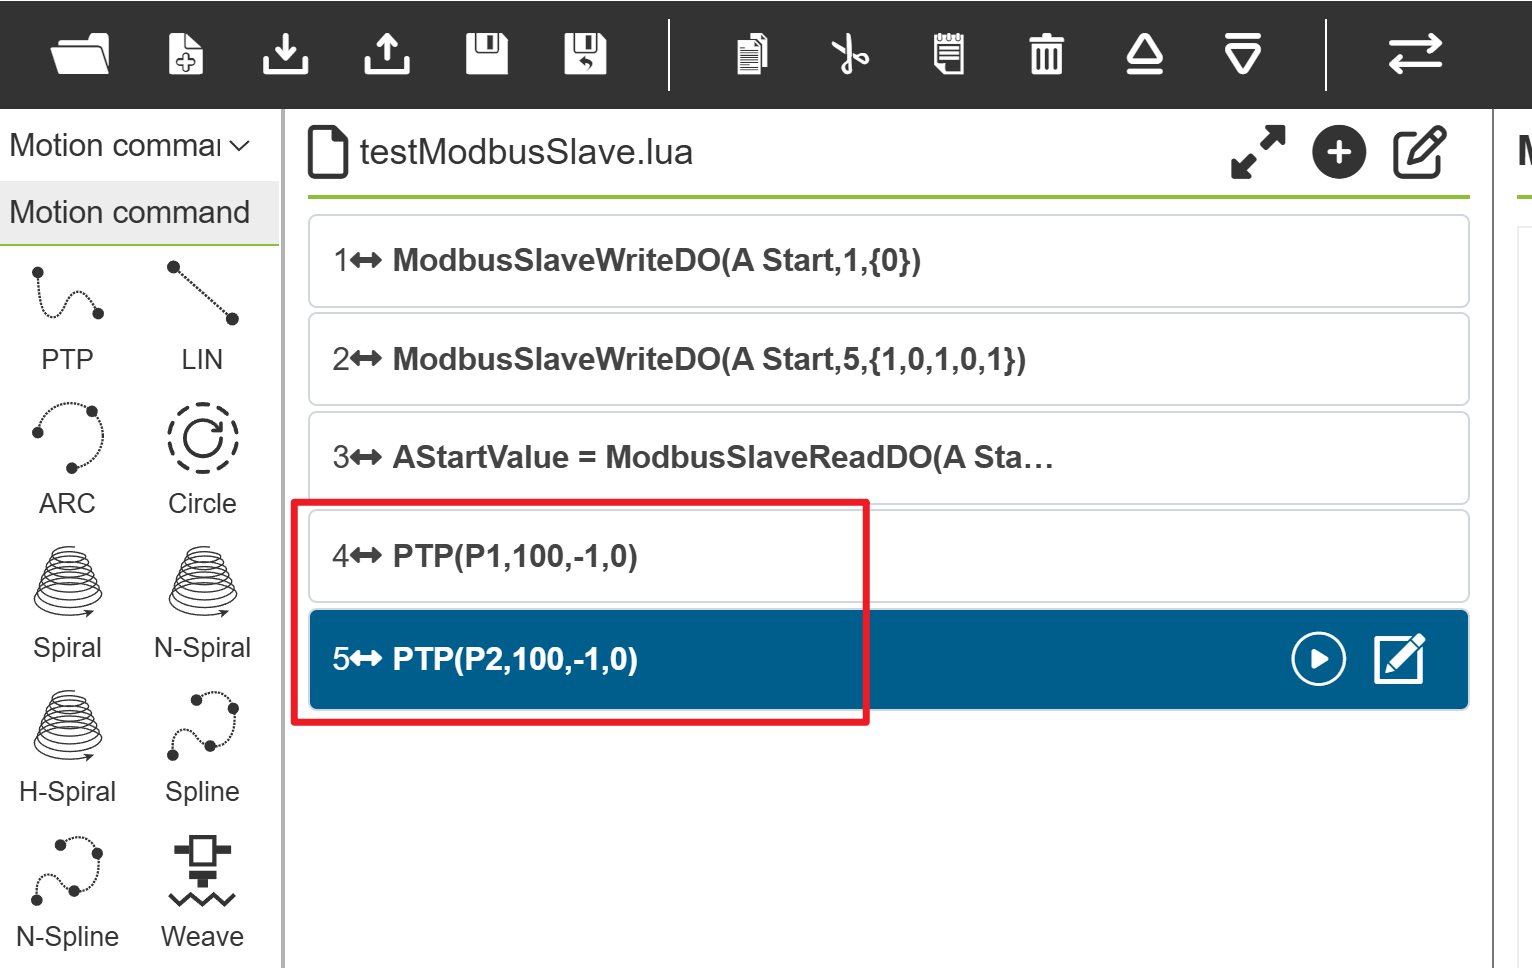 Motion comma
Motion command
PTP
LIN
ARC
Circle
Spiral
N-Spiral
H-Spiral
Spline
N-Spline
Weave
testModbusSlave.lua
1 ModbusSlaveWriteDO(A Start,1,{0})
2 ModbusSlaveWriteDO(A Start,5,{1,0,1,0,1})
3 AStartValue = ModbusSlaveReadDO(A Sta...
4 PTP(P1,100,-1,0)
5 PTP(P2,100,-1,0)